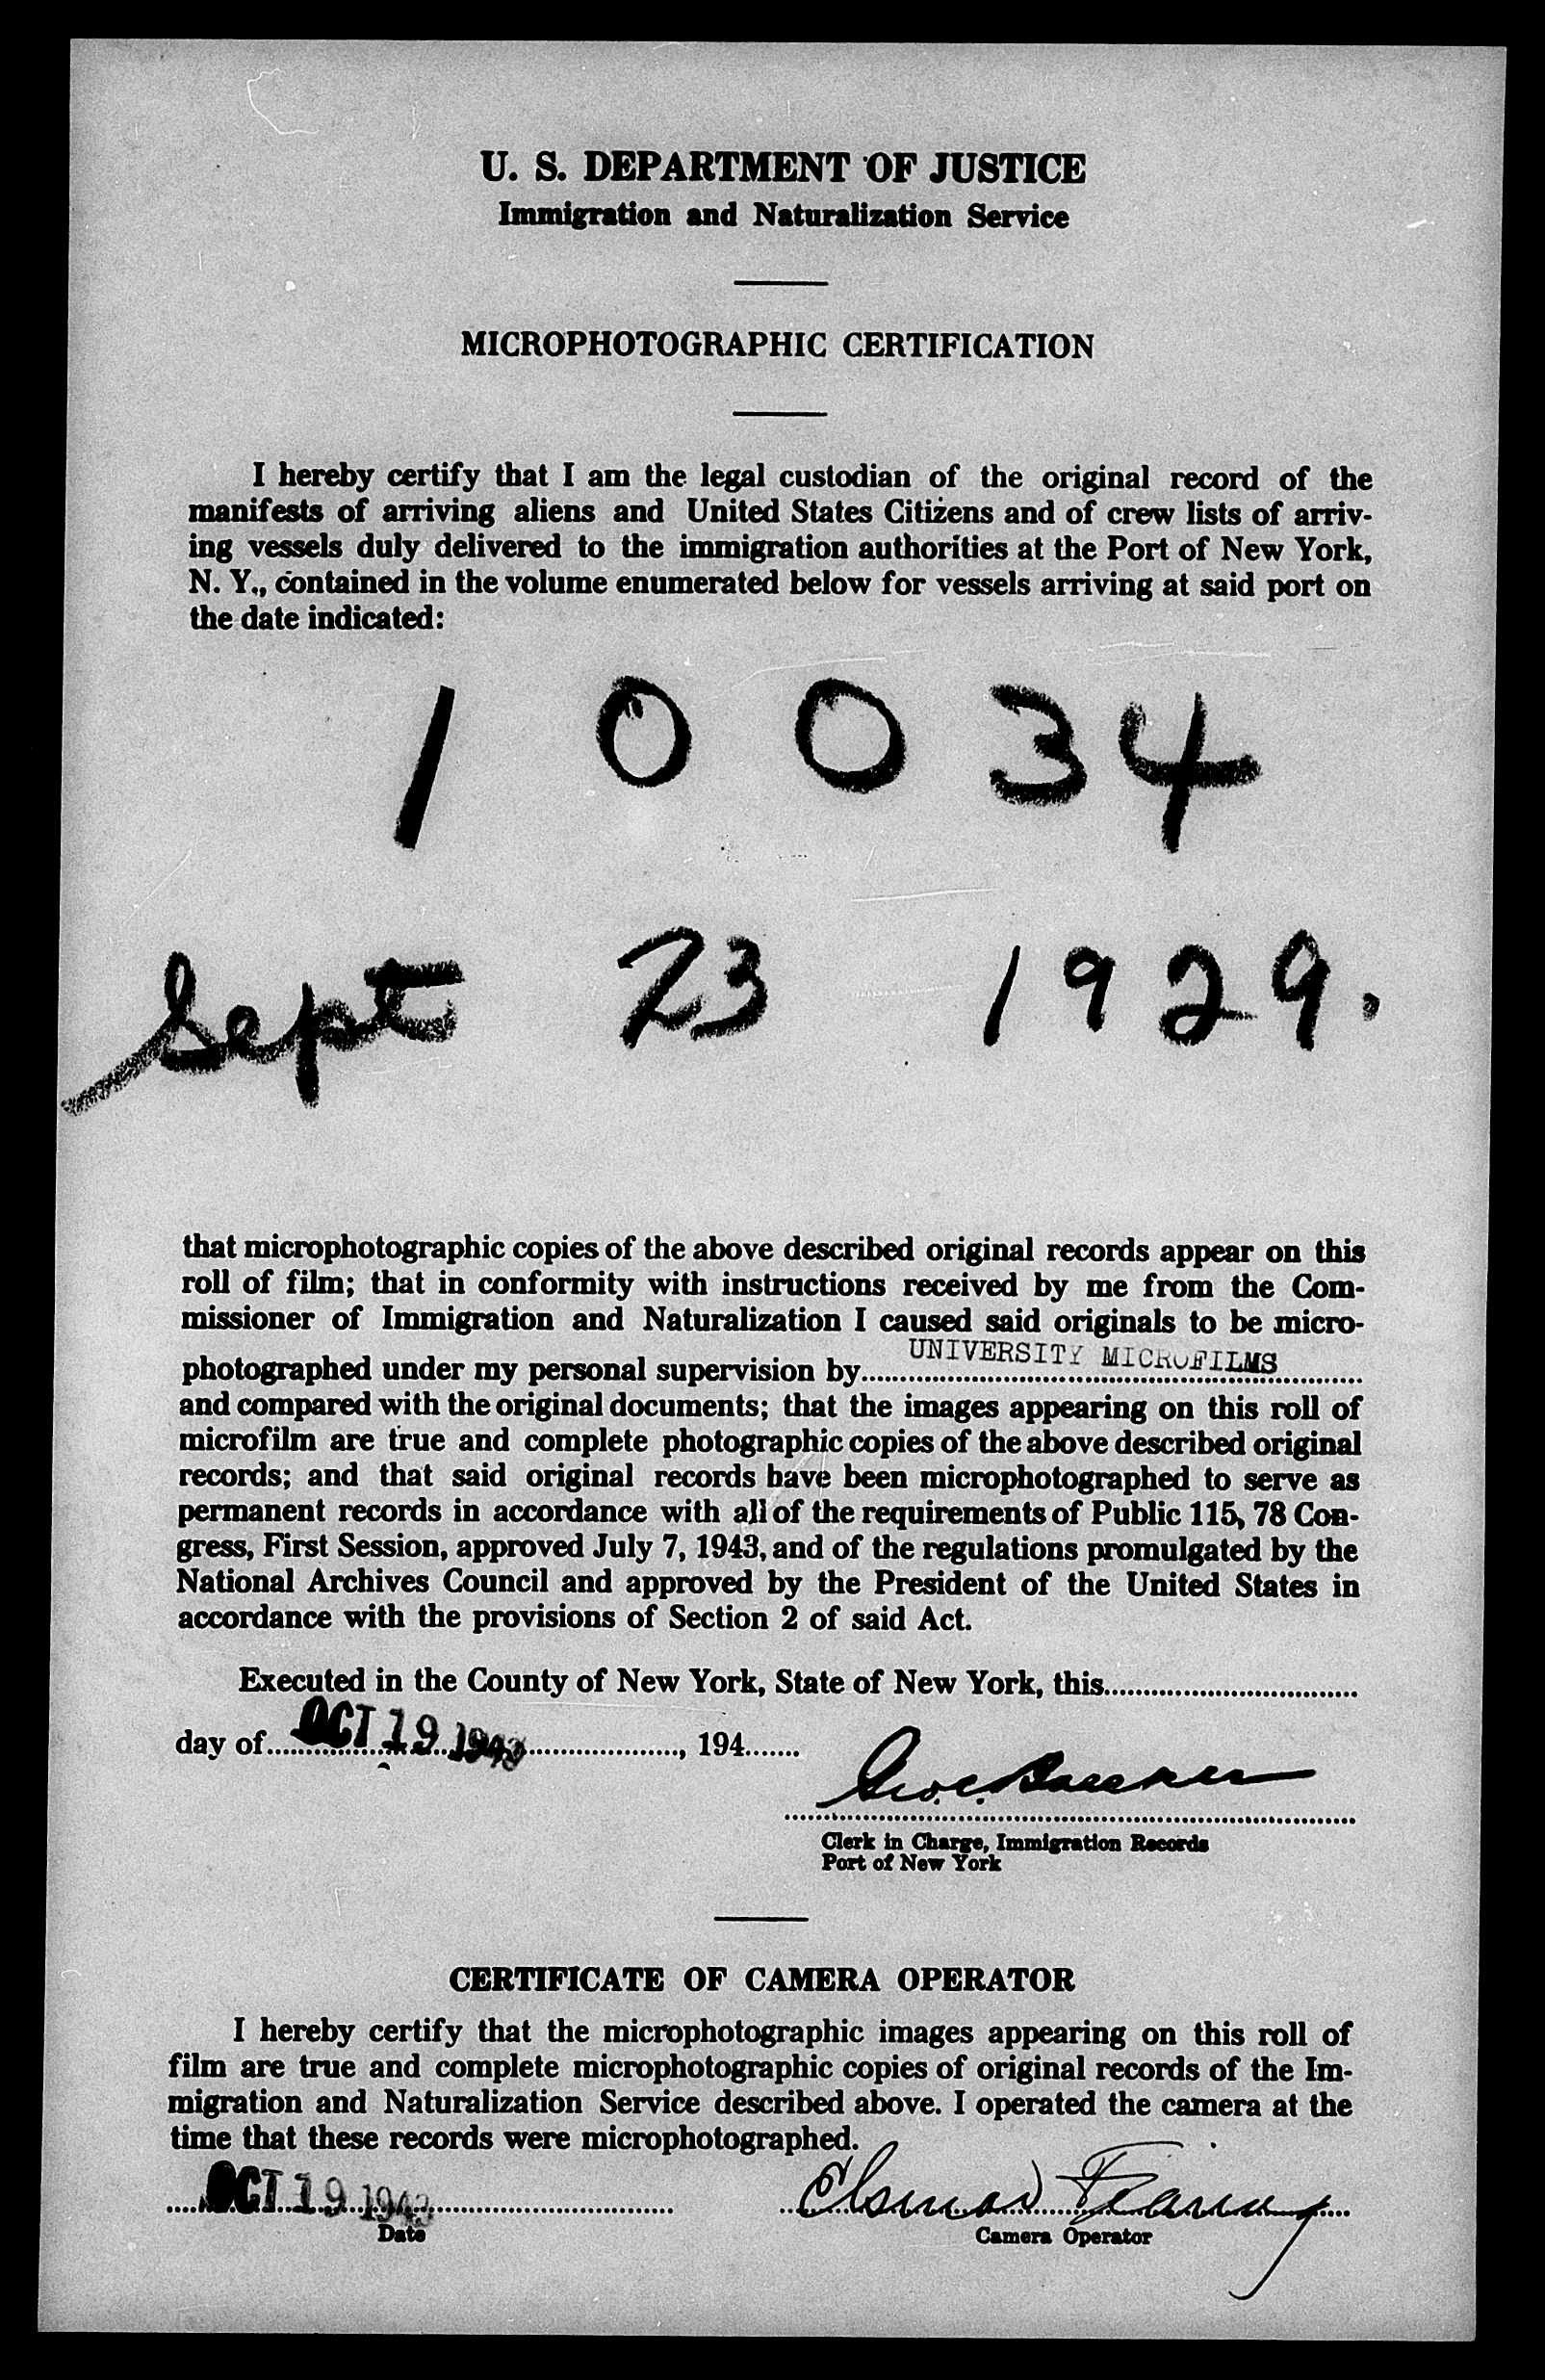 U. S. DEPARTMENT OF JUSTICE
Immigration and Naturalization Service
MICROPHOTOGRAPHIC CERTIFICATION
I hereby certify that I am the legal custodian of the original record of the
manifests of arriving aliens and United States Citizens and of crew lists of arriv-
ing vessels duly delivered to the immigration authorities at the Port of New York,
N. Y., contained in the volume enumerated below for vessels arriving at said port on
the date indicated:
1 0 0 3 4
Sept 23 1929.
that microphotographic copies of the above described original records appear on this
roll of film; that in conformity with instructions received by me from the Com-
missioner of Immigration and Naturalization I caused said originals to be micro-
photographed under my personal supervision by UNIVERSITY MICROFILMS
and compared with the original documents; that the images appearing on this roll of
microfilm are true and complete photographic copies of the above described original
records; and that said original records have been microphotographed to serve as
permanent records in accordance with all of the requirements of Public 115, 78 Con-
gress, First Session, approved July 7, 1943, and of the regulations promulgated by the
National Archives Council and approved by the President of the United States in
accordance with the provisions of Section 2 of said Act.
Executed in the County of New York, State of New York, this
day of OCT 19 1943, 194
Clerk in Charge, Immigration Records
Port of New York
CERTIFICATE OF CAMERA OPERATOR
I hereby certify that the microphotographic images appearing on this roll of
film are true and complete microphotographic copies of original records of the Im-
migration and Naturalization Service described above. I operated the camera at the
time that these records were microphotographed.
OCT 19 1943
Date
Camera Operator